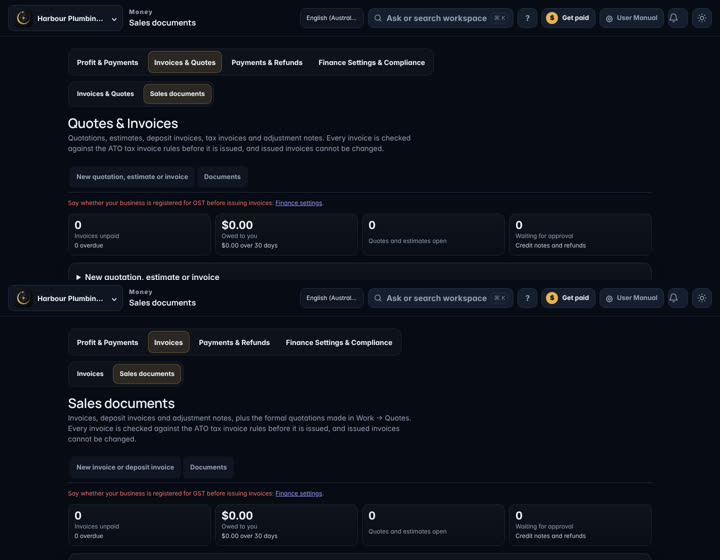 Harbour Plumbin...
Money
Sales documents
English (Austral...
Ask or search workspace
⌘ K
?
$ Get paid
User Manual
Profit & Payments
Invoices & Quotes
Payments & Refunds
Finance Settings & Compliance
Invoices & Quotes
Sales documents
Quotes & Invoices
Quotations, estimates, deposit invoices, tax invoices and adjustment notes. Every invoice is checked
against the ATO tax invoice rules before it is issued, and issued invoices cannot be changed.
New quotation, estimate or invoice
Documents
Say whether your business is registered for GST before issuing invoices: Finance settings.
0
Invoices unpaid
0 overdue
$0.00
Owed to you
$0.00 over 30 days
0
Quotes and estimates open
0
Waiting for approval
Credit notes and refunds
▶ New quotation, estimate or invoice
Harbour Plumbin...
Money
Sales documents
English (Austral...
Ask or search workspace
⌘ K
?
$ Get paid
User Manual
Profit & Payments
Invoices
Payments & Refunds
Finance Settings & Compliance
Invoices
Sales documents
Sales documents
Invoices, deposit invoices and adjustment notes, plus the formal quotations made in Work → Quotes.
Every invoice is checked against the ATO tax invoice rules before it is issued, and issued invoices
cannot be changed.
New invoice or deposit invoice
Documents
Say whether your business is registered for GST before issuing invoices: Finance settings.
0
Invoices unpaid
0 overdue
$0.00
Owed to you
$0.00 over 30 days
0
Quotes and estimates open
0
Waiting for approval
Credit notes and refunds